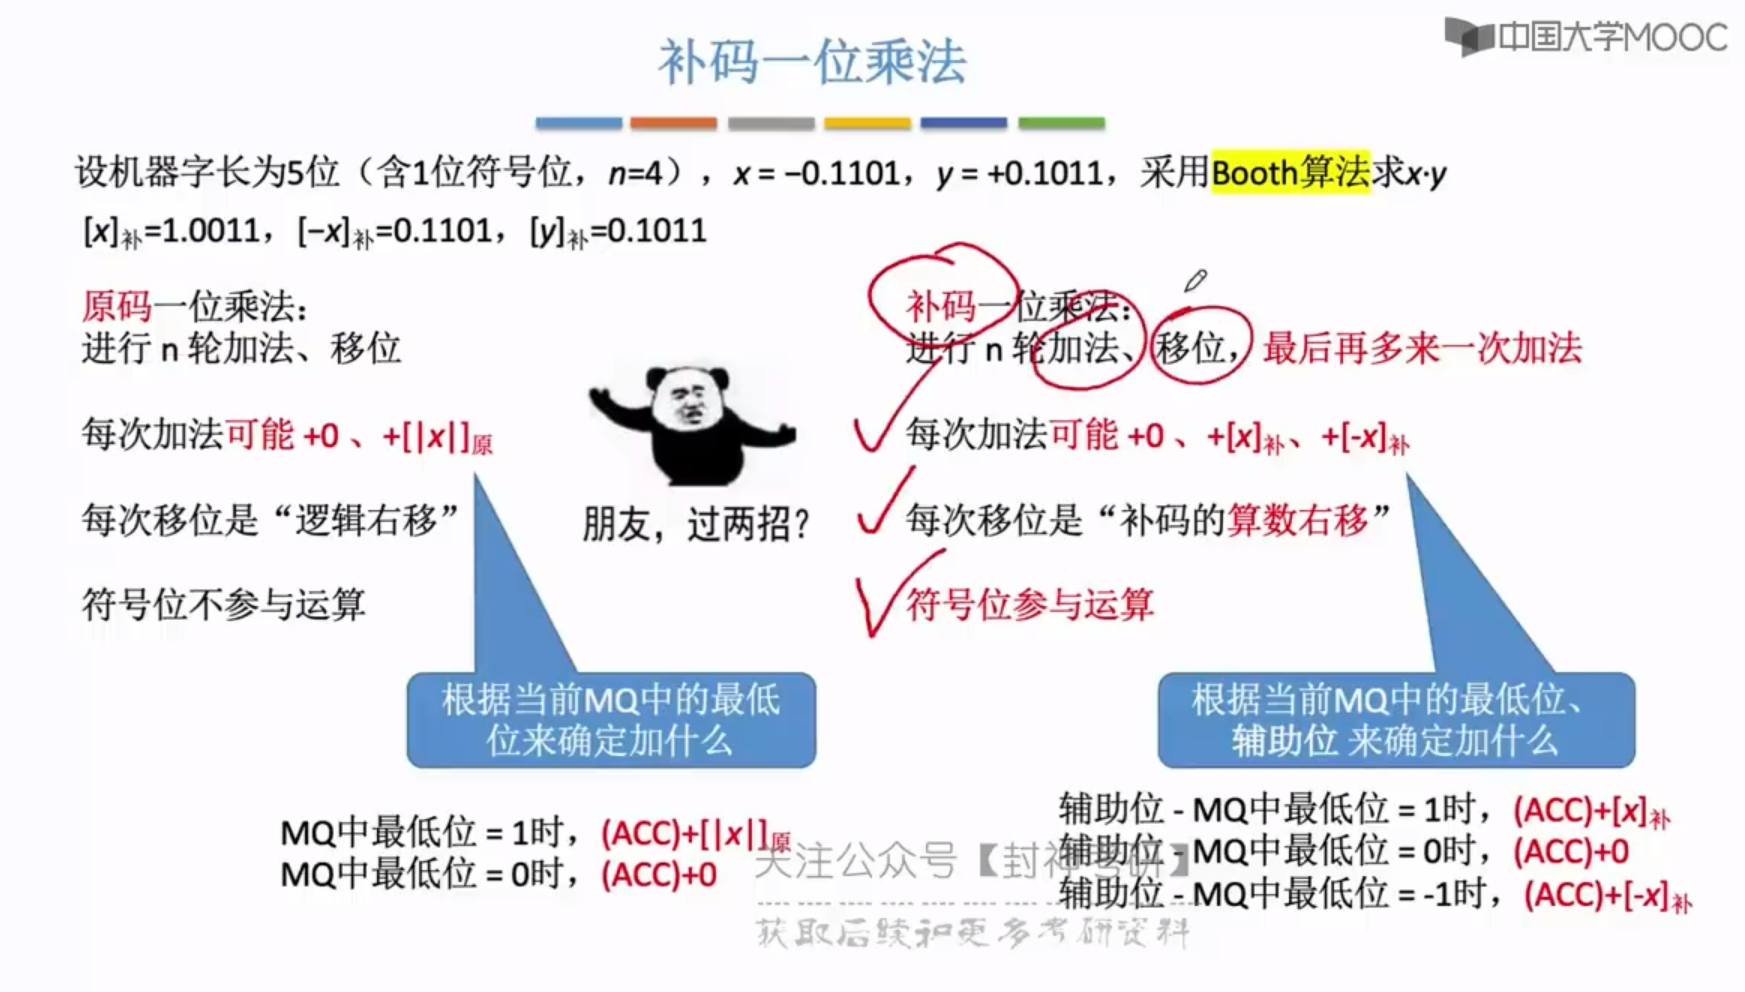 中国大学MOOC
补码一位乘法
设机器字长为5位（含1位符号位，n=4），x = −0.1101，y = +0.1011，采用Booth算法求x·y
[x]补=1.0011，[−x]补=0.1101，[y]补=0.1011
原码一位乘法：
进行 n 轮加法、移位
每次加法可能 +0 、+[|x|]原
每次移位是“逻辑右移”
符号位不参与运算
根据当前MQ中的最低
位来确定加什么
MQ中最低位 = 1时，(ACC)+[|x|]原
MQ中最低位 = 0时，(ACC)+0
朋友，过两招？
补码一位乘法：
进行 n 轮加法、移位，最后再多来一次加法
每次加法可能 +0 、+[x]补、+[-x]补
每次移位是“补码的算数右移”
符号位参与运算
根据当前MQ中的最低位、
辅助位 来确定加什么
辅助位 - MQ中最低位 = 1时，(ACC)+[x]补
辅助位 - MQ中最低位 = 0时，(ACC)+0
辅助位 - MQ中最低位 = -1时，(ACC)+[-x]补
关注公众号【封神考研】
获取后续和更多考研资料